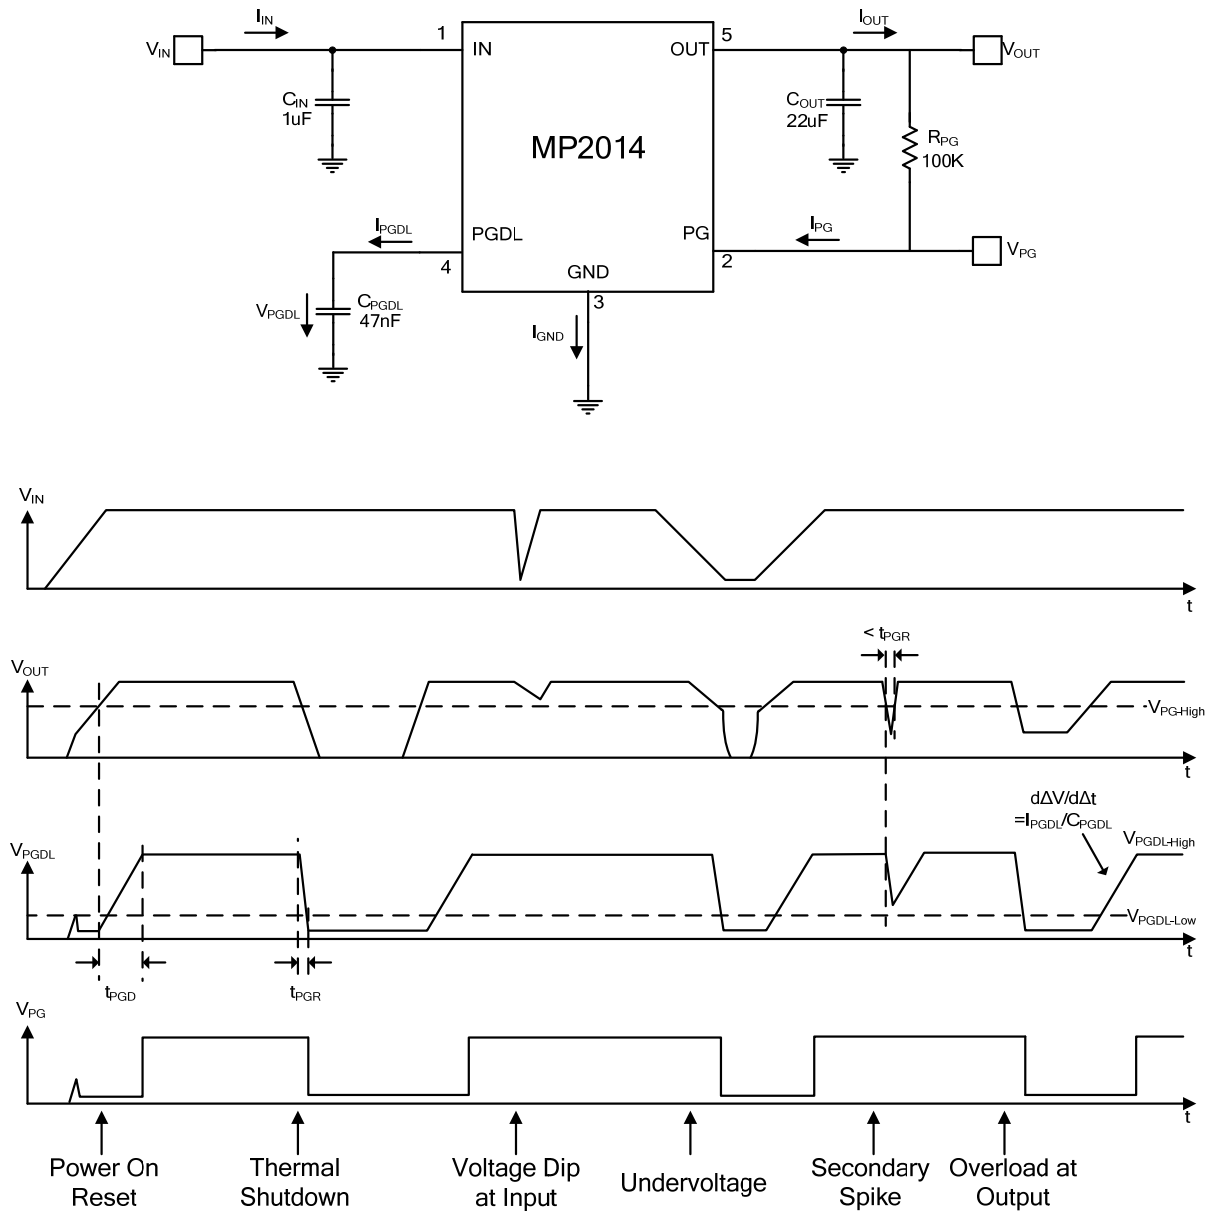 I_IN
1
I_OUT
5
V_IN
IN
OUT
V_OUT
C_IN
1uF
C_OUT
22uF
R_PG
100K
MP2014
I_PGDL
PGDL
PG
I_PG
4
2
V_PG
GND
3
V_PGDL
C_PGDL
47nF
I_GND
V_IN
t
< t_PGR
V_OUT
V_PG-High
t
d∆V/d∆t
=I_PGDL/C_PGDL
V_PGDL
V_PGDL-High
V_PGDL-Low
t
t_PGD
t_PGR
V_PG
t
Power On
Reset
Thermal
Shutdown
Voltage Dip
at Input
Undervoltage
Secondary
Spike
Overload at
Output